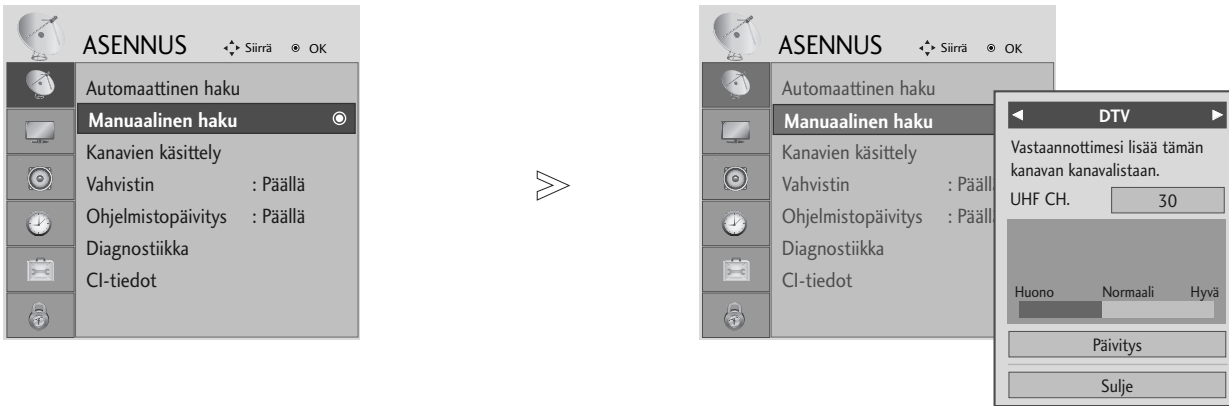 ASENNUS Siirrä OK
Automaattinen haku
Manuaalinen haku
Kanavien käsittely
Vahvistin : Päällä
Ohjelmistopäivitys : Päällä
Diagnostiikka
CI-tiedot
ASENNUS Siirrä OK
Automaattinen haku
Manuaalinen haku
Kanavien käsittely
Vahvistin : Pääll
Ohjelmistopäivitys : Pääll
Diagnostiikka
CI-tiedot
DTV
Vastaannottimesi lisää tämän
kanavan kanavalistaan.
UHF CH. 30
Huono Normaali Hyvä
Päivitys
Sulje